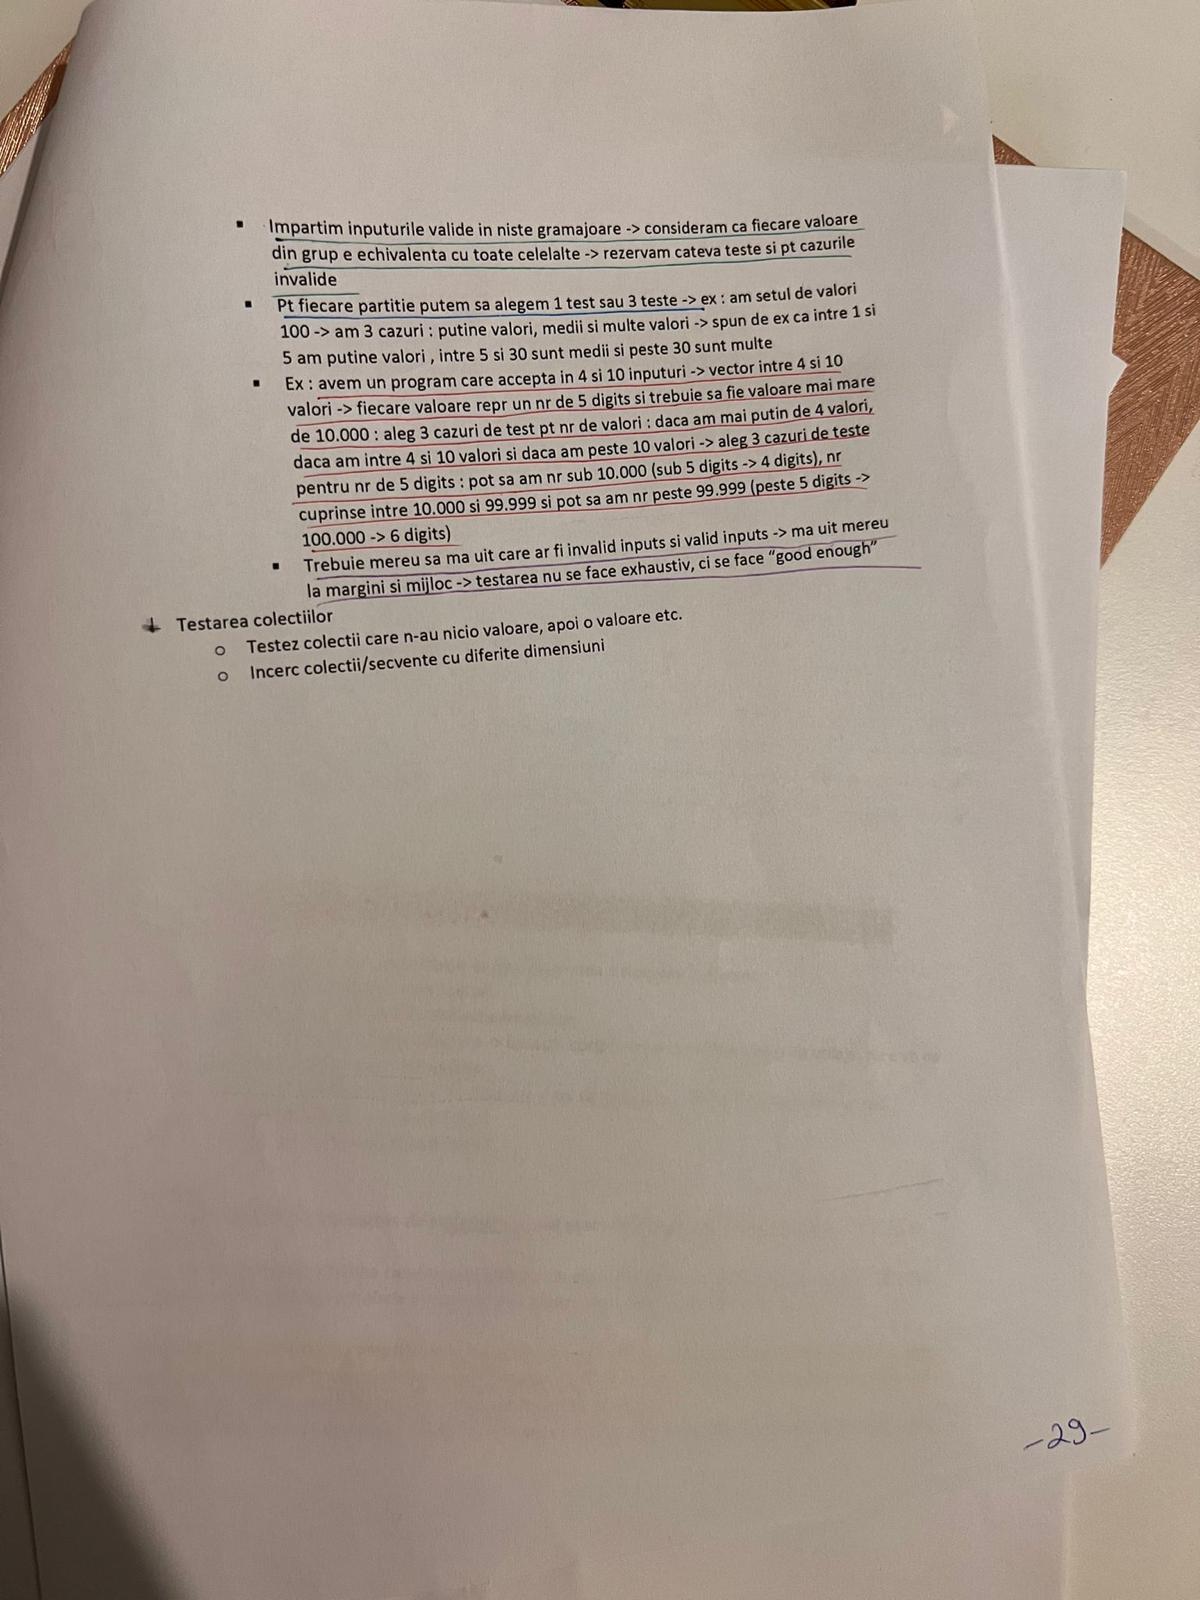 ▪ Impartim inputurile valide in niste gramajoare -> consideram ca fiecare valoare
din grup e echivalenta cu toate celelalte -> rezervam cateva teste si pt cazurile
invalide
▪ Pt fiecare partitie putem sa alegem 1 test sau 3 teste -> ex : am setul de valori
100 -> am 3 cazuri : putine valori, medii si multe valori -> spun de ex ca intre 1 si
5 am putine valori , intre 5 si 30 sunt medii si peste 30 sunt multe
▪ Ex : avem un program care accepta in 4 si 10 inputuri -> vector intre 4 si 10
valori -> fiecare valoare repr un nr de 5 digits si trebuie sa fie valoare mai mare
de 10.000 : aleg 3 cazuri de test pt nr de valori : daca am mai putin de 4 valori,
daca am intre 4 si 10 valori si daca am peste 10 valori -> aleg 3 cazuri de teste
pentru nr de 5 digits : pot sa am nr sub 10.000 (sub 5 digits -> 4 digits), nr
cuprinse intre 10.000 si 99.999 si pot sa am nr peste 99.999 (peste 5 digits ->
100.000 -> 6 digits)
▪ Trebuie mereu sa ma uit care ar fi invalid inputs si valid inputs -> ma uit mereu
la margini si mijloc -> testarea nu se face exhaustiv, ci se face “good enough”
Testarea colectiilor
o Testez colectii care n-au nicio valoare, apoi o valoare etc.
o Incerc colectii/secvente cu diferite dimensiuni
-29-